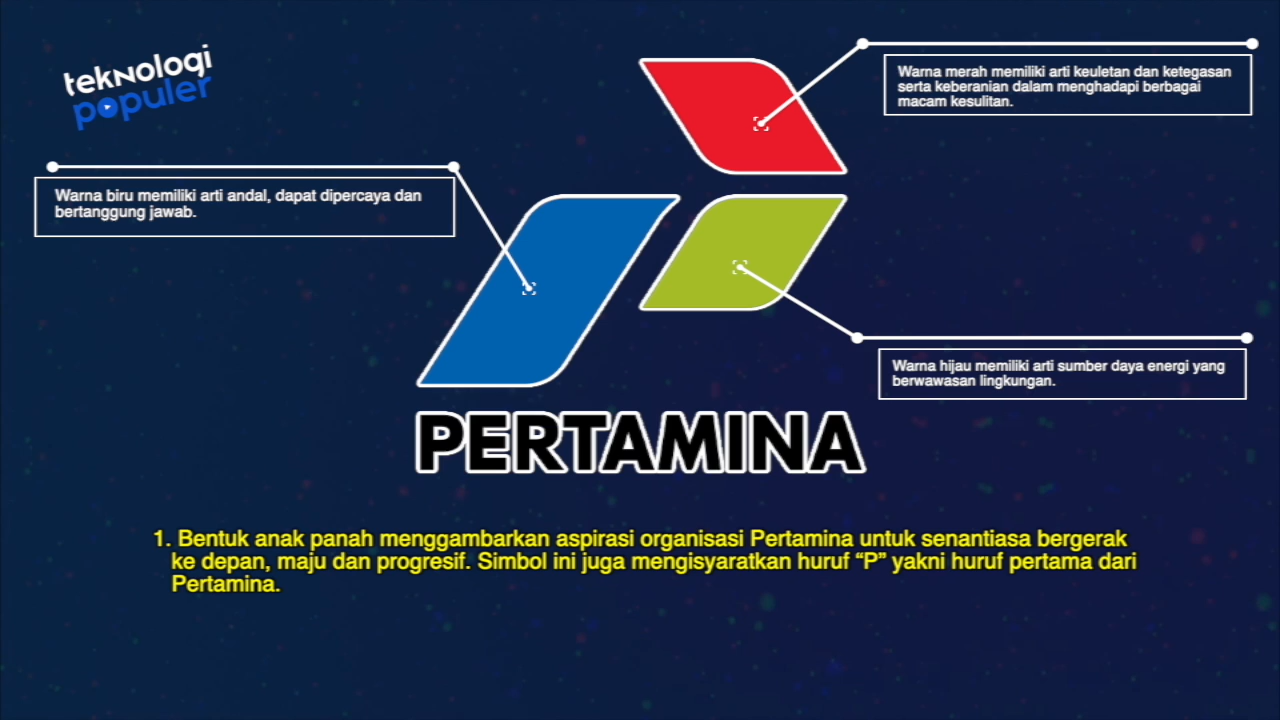 teknologi
populer
Warna merah memiliki arti keuletan dan ketegasan
serta keberanian dalam menghadapi berbagai
macam kesulitan.
Warna biru memiliki arti andal, dapat dipercaya dan
bertanggung jawab.
Warna hijau memiliki arti sumber daya energi yang
berwawasan lingkungan.
PERTAMINA
1. Bentuk anak panah menggambarkan aspirasi organisasi Pertamina untuk senantiasa bergerak
ke depan, maju dan progresif. Simbol ini juga mengisyaratkan huruf “P” yakni huruf pertama dari
Pertamina.